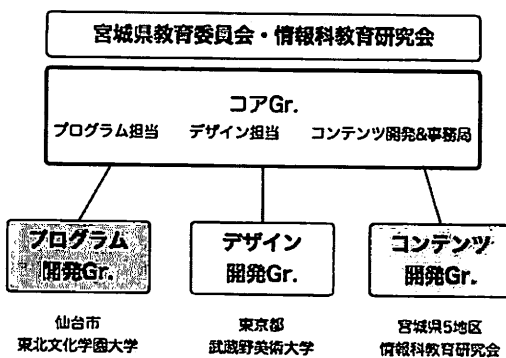 宮城県教育委員会・情報科教育研究会
コアGr.
プログラム担当 デザイン担当 コンテンツ開発&事務局
プログラム
開発Gr.
デザイン
開発Gr.
コンテンツ
開発Gr.
仙台市
東北文化学園大学
東京都
武蔵野美術大学
宮城県5地区
情報科教育研究会